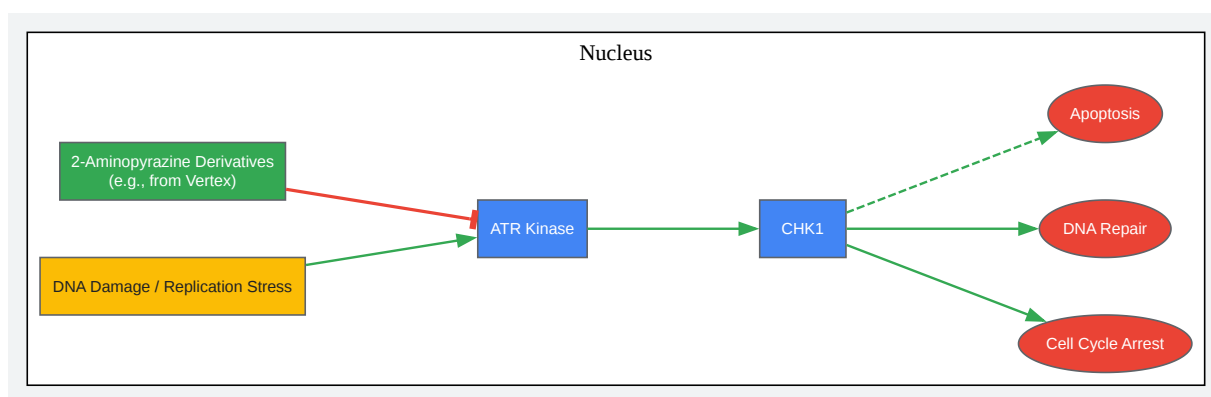 Nucleus
2-Aminopyrazine Derivatives
(e.g., from Vertex)
DNA Damage / Replication Stress
ATR Kinase
CHK1
Apoptosis
DNA Repair
Cell Cycle Arrest